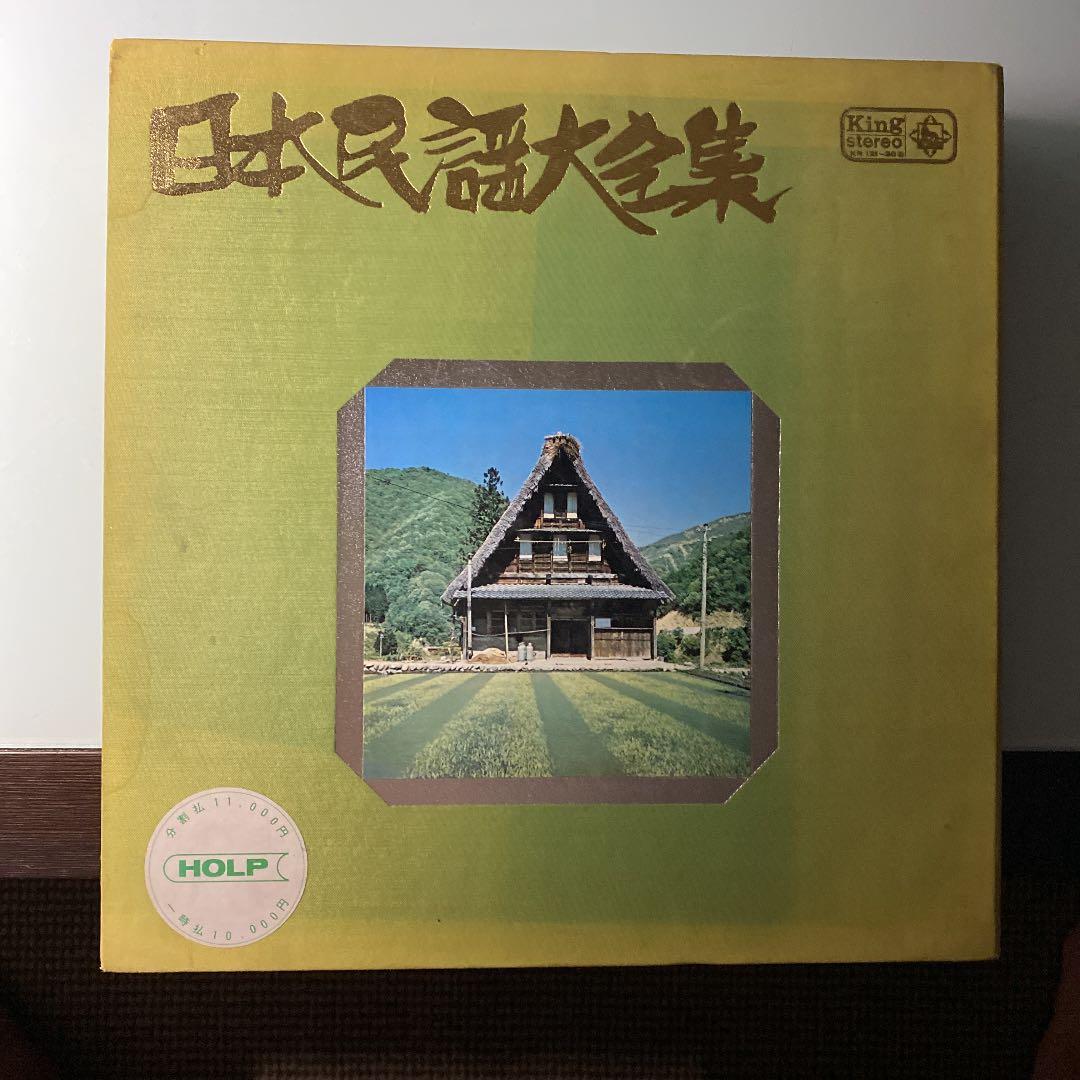 日本民謡大全集
King
stereo
分割払11,000円
HOLP
一時払10,000円